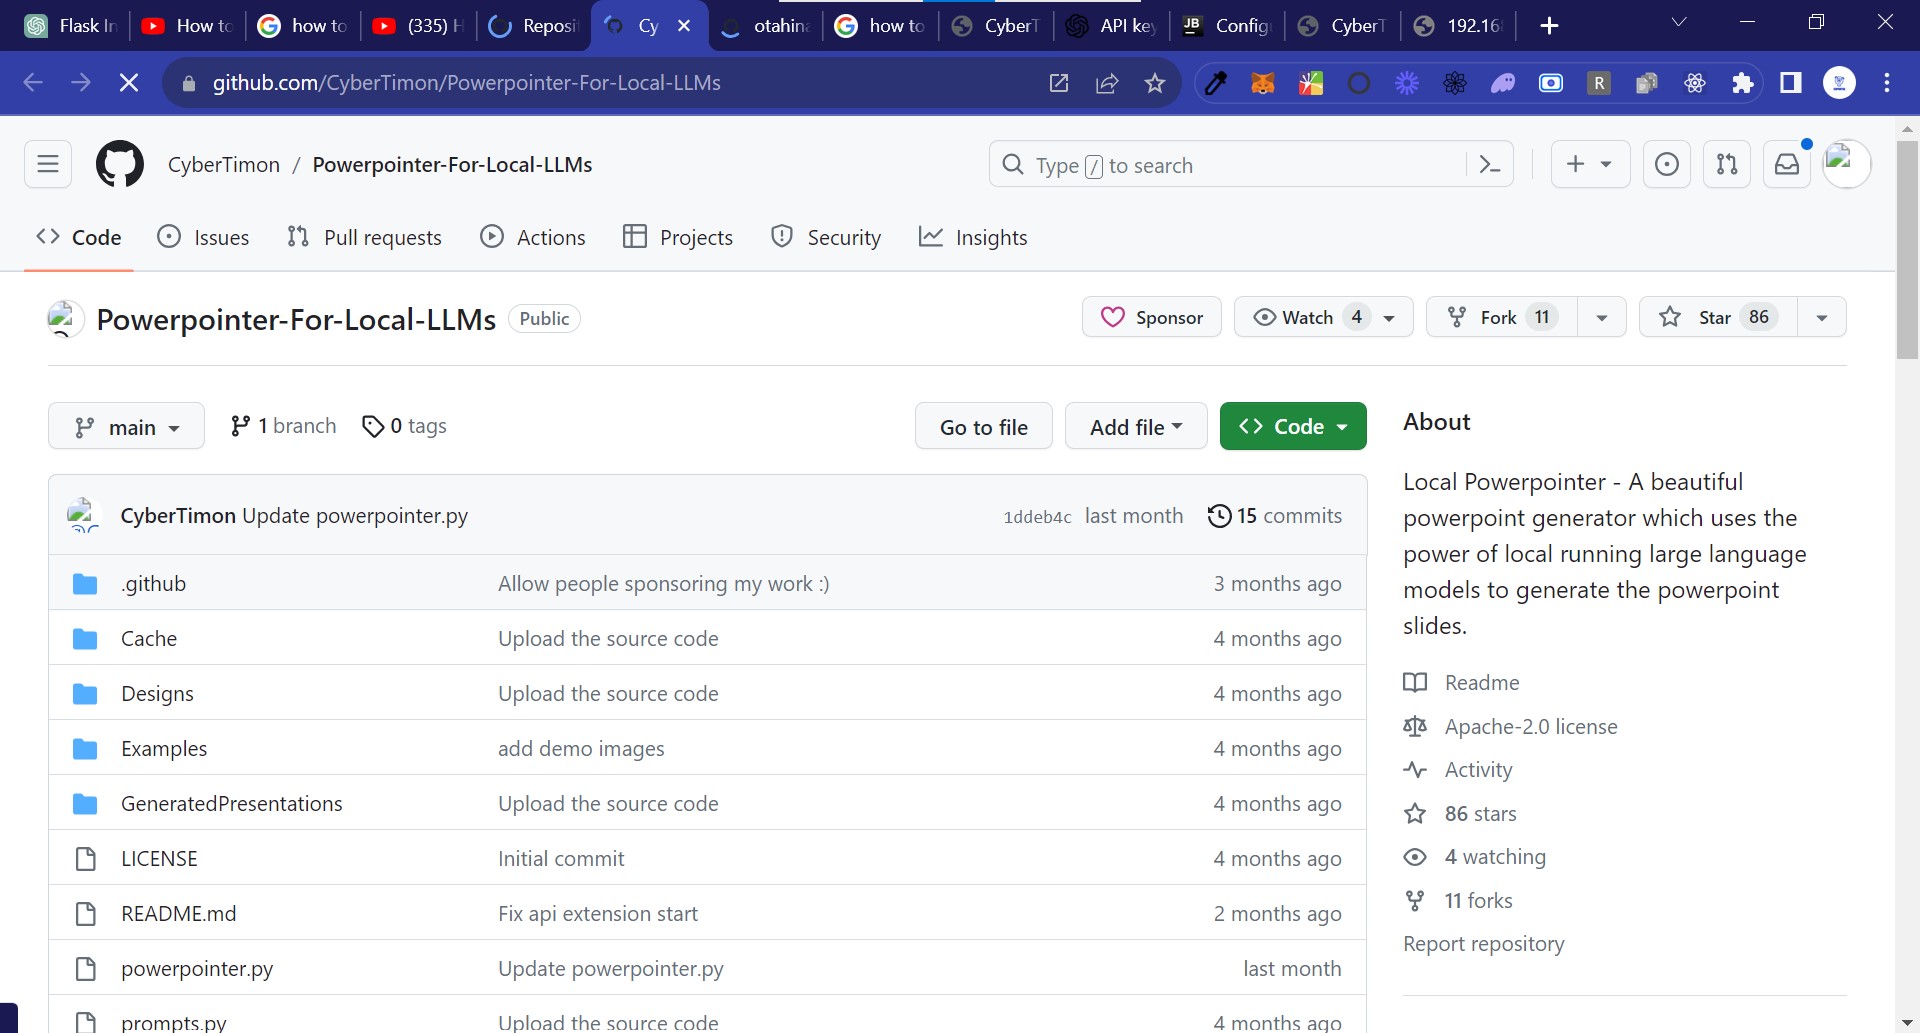 Flask In
How to
how to
(335) H
Reposi
Cy
otahina
how to
CyberT
API key
JB Config
CyberT
192.16
github.com/CyberTimon/Powerpointer-For-Local-LLMs
R
CyberTimon / Powerpointer-For-Local-LLMs
Type / to search
Code
Issues
Pull requests
Actions
Projects
Security
Insights
Powerpointer-For-Local-LLMs Public
Sponsor
Watch 4
Fork 11
Star 86
main
1 branch
0 tags
Go to file
Add file
Code
CyberTimon Update powerpointer.py 1ddeb4c last month 15 commits
.github Allow people sponsoring my work :) 3 months ago
Cache Upload the source code 4 months ago
Designs Upload the source code 4 months ago
Examples add demo images 4 months ago
GeneratedPresentations Upload the source code 4 months ago
LICENSE Initial commit 4 months ago
README.md Fix api extension start 2 months ago
powerpointer.py Update powerpointer.py last month
prompts.py Upload the source code 4 months ago
About
Local Powerpointer - A beautiful
powerpoint generator which uses the
power of local running large language
models to generate the powerpoint
slides.
Readme
Apache-2.0 license
Activity
86 stars
4 watching
11 forks
Report repository